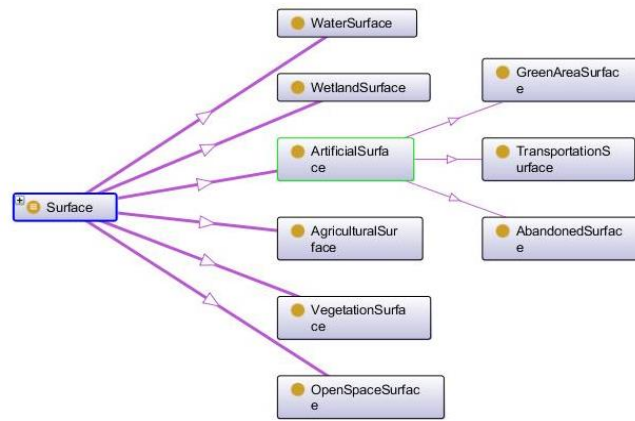 WaterSurface
WetlandSurface
GreenAreaSurfac
e
ArtificialSurfa
ce
TransportationS
urface
Surface
AgriculturalSur
face
AbandonedSurfac
e
VegetationSurfa
ce
OpenSpaceSurfac
e